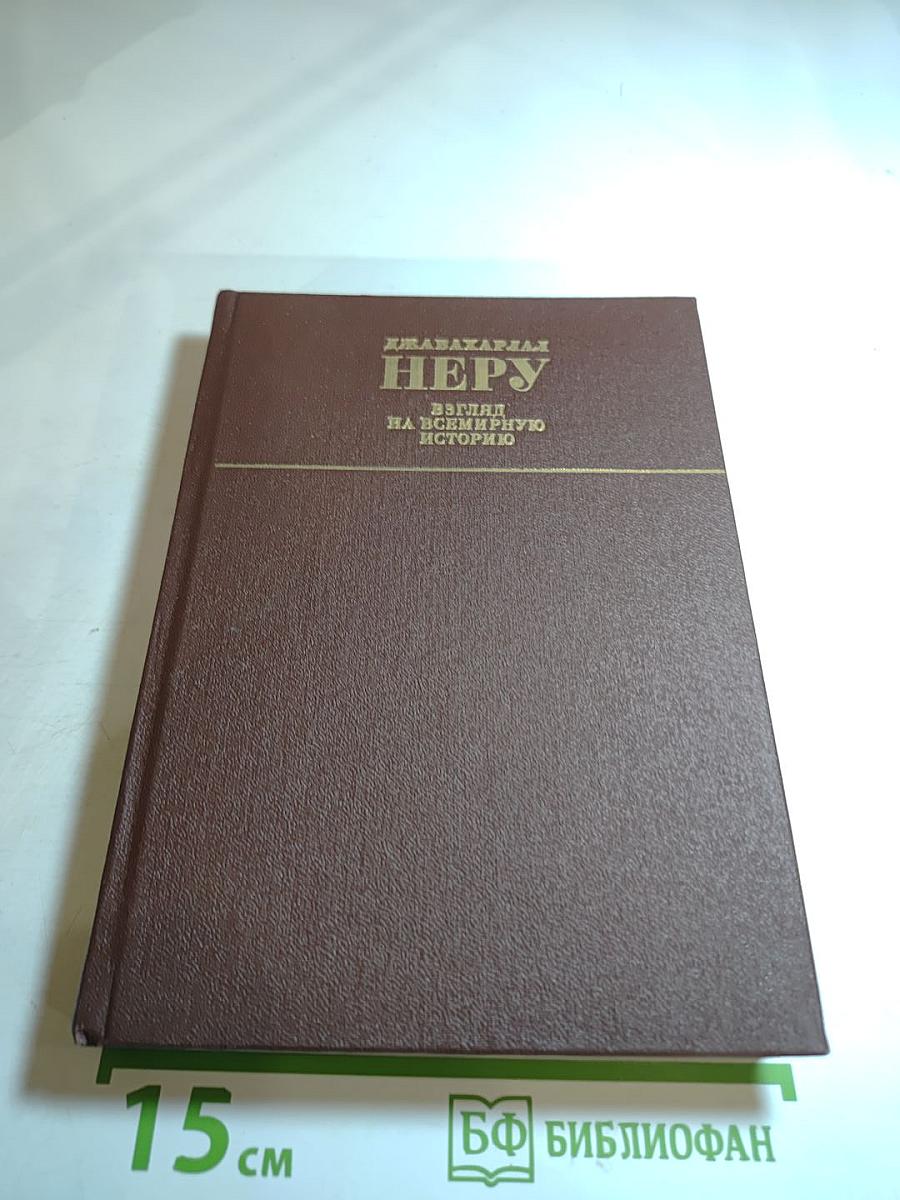 ДЖАВАХАРЛАЛ
НЕРУ
ВЗГЛЯД
НА ВСЕМИРНУЮ
ИСТОРИЮ
15 см
БФ БИБЛИОФАН